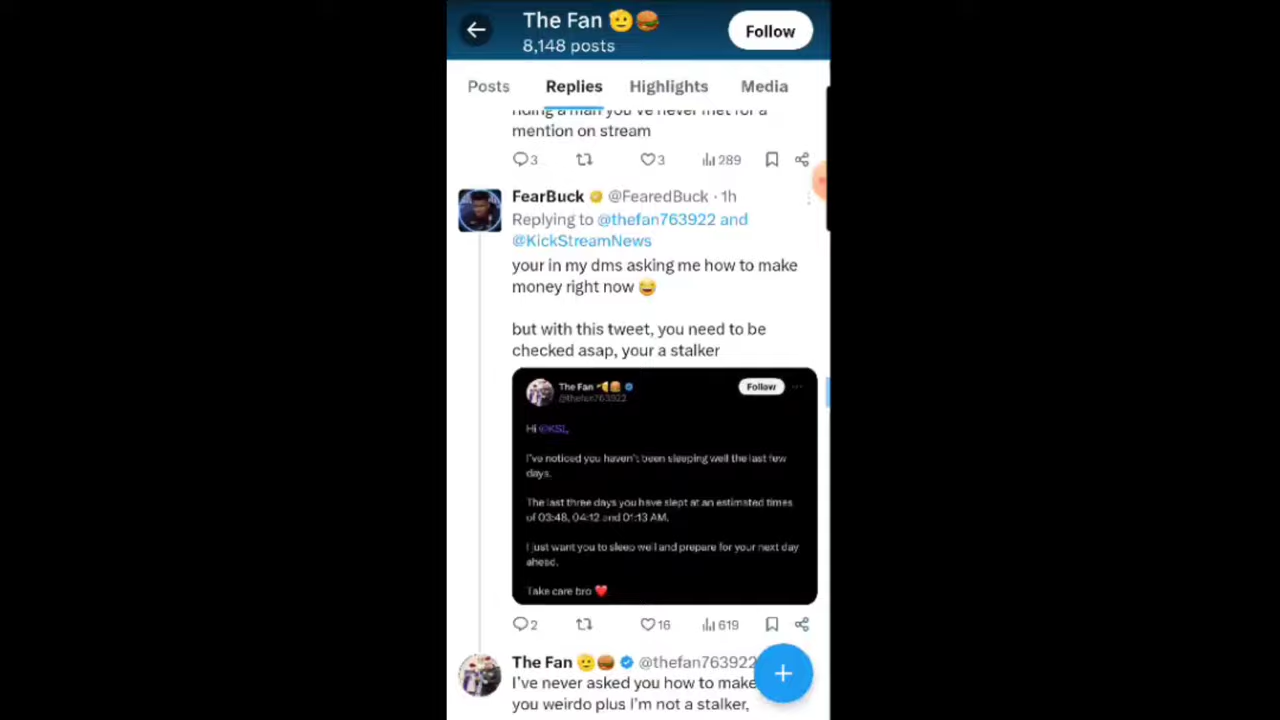 The Fan 🫡🍔
8,148 posts
Follow
Posts Replies Highlights Media
riding a man you've never met for a
mention on stream
3 3 289
FearBuck @FearedBuck · 1h
Replying to @thefan763922 and
@KickStreamNews
your in my dms asking me how to make
money right now 😂
but with this tweet, you need to be
checked asap, your a stalker
The Fan 🫡🍔
@thefan763922
Follow
Hi @KSI,
I've noticed you haven't been sleeping well the last few
days.
The last three days you have slept at an estimated times
of 03:48, 04:12 and 01:13 AM.
I just want you to sleep well and prepare for your next day
ahead.
Take care bro ❤️
2 16 619
The Fan 🫡🍔 @thefan763922
I've never asked you how to make
you weirdo plus I'm not a stalker,